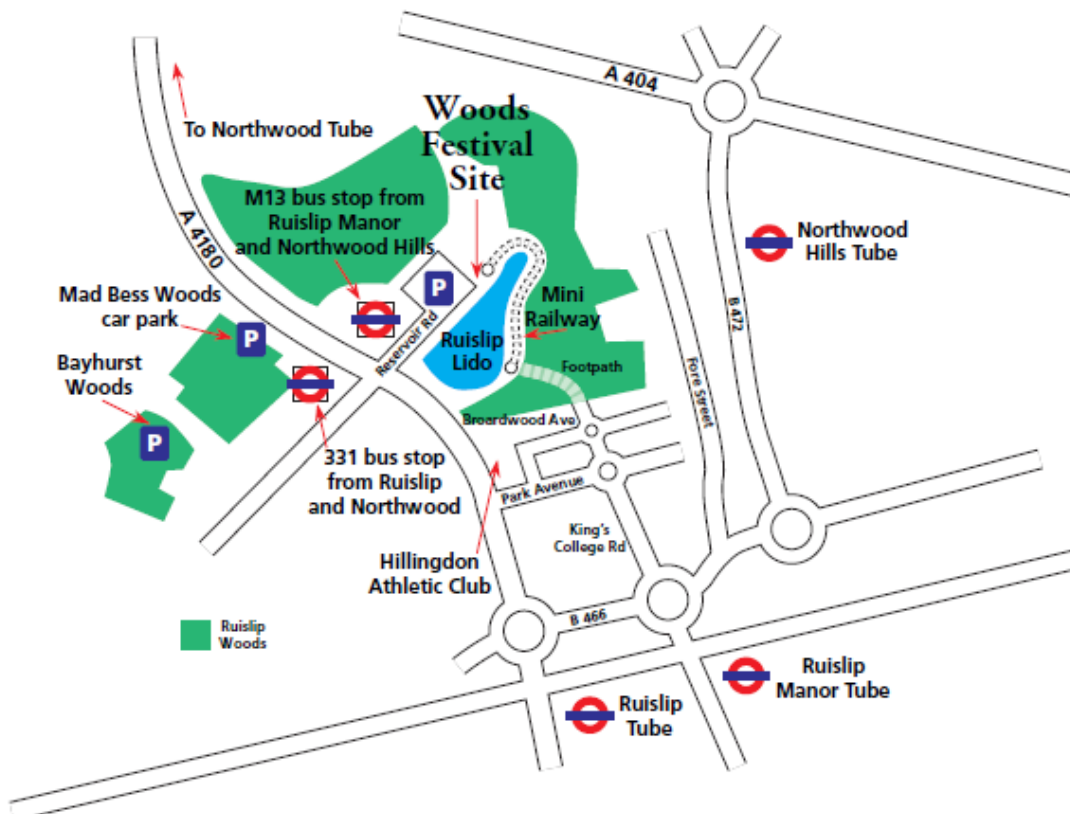 A 404
Woods
Festival
Site
To Northwood Tube
M13 bus stop from
Ruislip Manor
and Northwood Hills
A 4180
Northwood
Hills Tube
P
Mad Bess Woods
car park
P
Reservoir Rd
Ruislip
Lido
Mini
Railway
B 472
Bayhurst
Woods
P
Footpath
Fore Street
Broardwood Ave
331 bus stop
from Ruislip
and Northwood
Park Avenue
King's
College Rd
Hillingdon
Athletic Club
B 466
Ruislip
Woods
Ruislip
Manor Tube
Ruislip
Tube